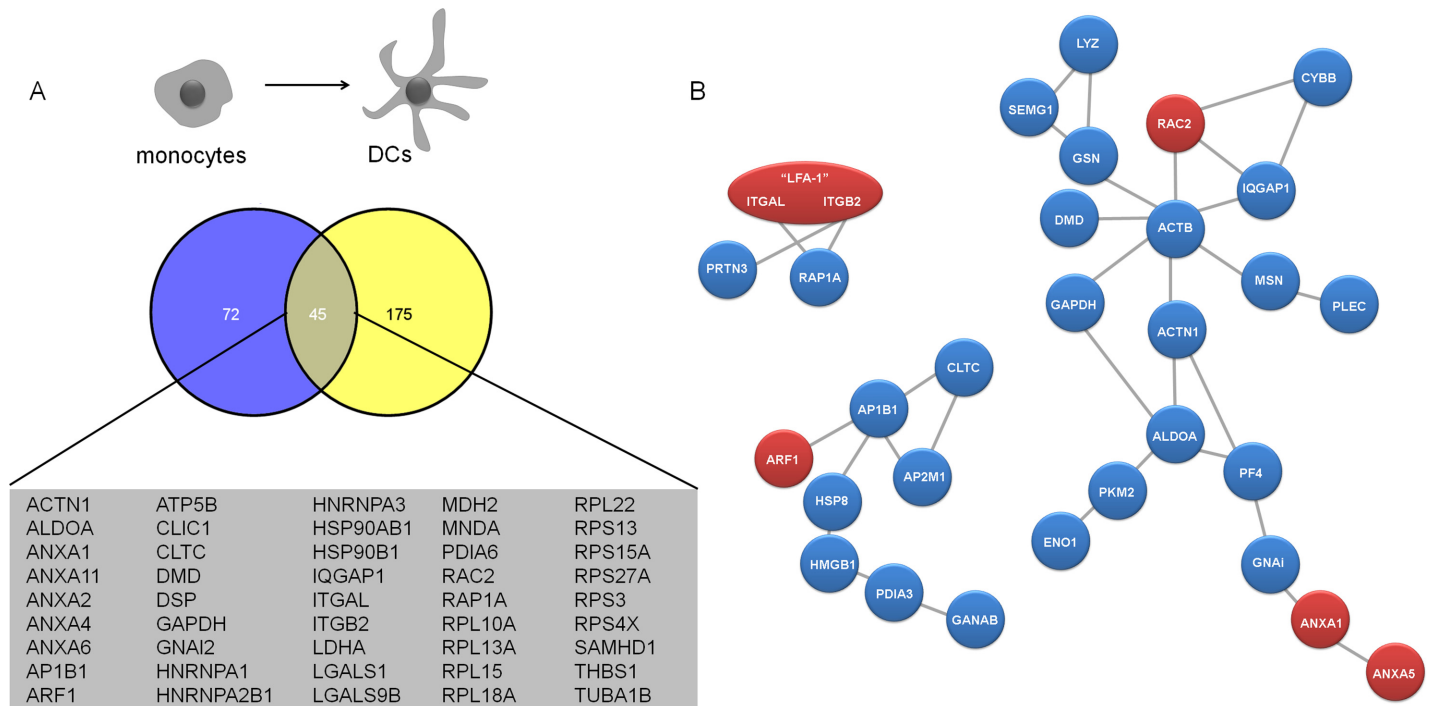 A
monocytes
DCs
72
45
175
ACTN1 ATP5B HNRNPA3 MDH2 RPL22
ALDOA CLIC1 HSP90AB1 MNDA RPS13
ANXA1 CLTC HSP90B1 PDIA6 RPS15A
ANXA11 DMD IQGAP1 RAC2 RPS27A
ANXA2 DSP ITGAL RAP1A RPS3
ANXA4 GAPDH ITGB2 RPL10A RPS4X
ANXA6 GNAI2 LDHA RPL13A SAMHD1
AP1B1 HNRNPA1 LGALS1 RPL15 THBS1
ARF1 HNRNPA2B1 LGALS9B RPL18A TUBA1B
B
"LFA-1"
ITGAL ITGB2
PRTN3
RAP1A
CLTC
AP1B1
ARF1
AP2M1
HSP8
HMGB1
PDIA3
GANAB
LYZ
SEMG1
GSN
CYBB
RAC2
IQGAP1
DMD
ACTB
MSN
PLEC
GAPDH
ACTN1
ALDOA
PF4
PKM2
ENO1
GNAi
ANXA1
ANXA5